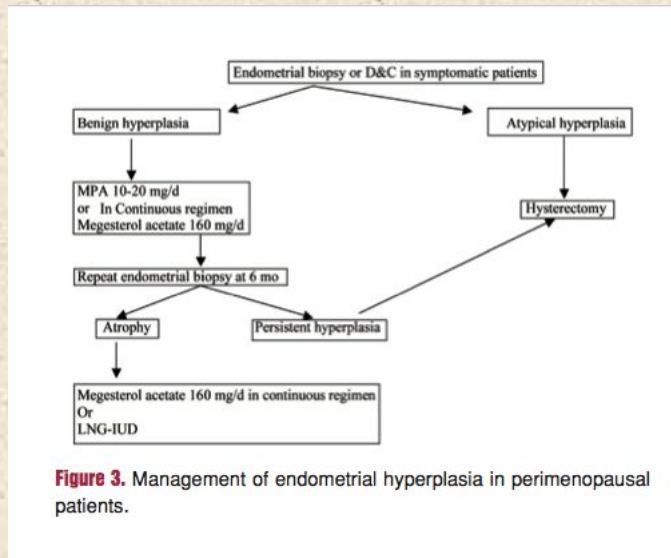 Endometrial biopsy or D&C in symptomatic patients
Benign hyperplasia
Atypical hyperplasia
MPA 10-20 mg/d
or In Continuous regimen
Megesterol acetate 160 mg/d
Hysterectomy
Repeat endometrial biopsy at 6 mo
Atrophy
Persistent hyperplasia
Megesterol acetate 160 mg/d in continuous regimen
Or
LNG-IUD
Figure 3. Management of endometrial hyperplasia in perimenopausal
patients.